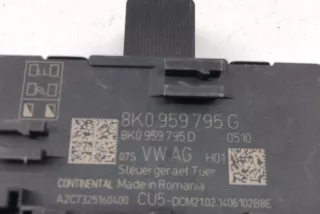 8K0 959 795 G
8K0 959 795 D 0510
075 VW AG H01
Steuergeraet Tuer
CONTINENTAL Made in Romania
A2C7325160400 CU5-DCM2102.1406102B8E